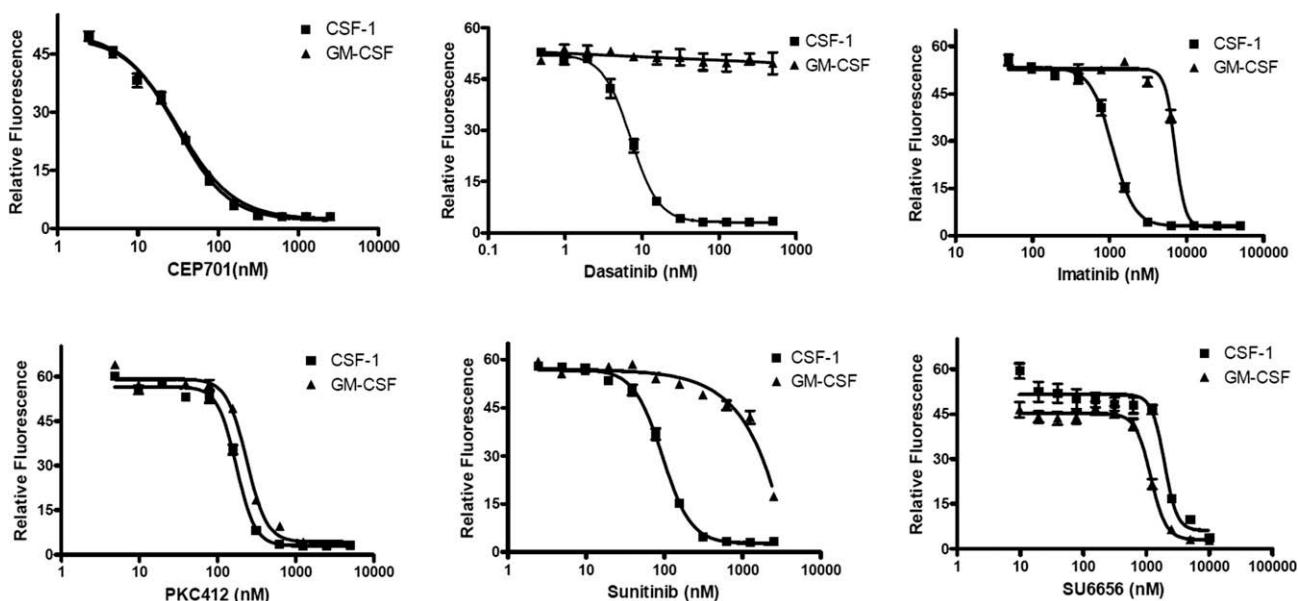 CSF-1
GM-CSF
Relative Fluorescence
45
30
15
0
1 10 100 1000 10000
CEP701(nM)
CSF-1
GM-CSF
Relative Fluorescence
60
45
30
15
0
0.1 1 10 100 1000
Dasatinib (nM)
CSF-1
GM-CSF
Relative Fluorescence
60
45
30
15
0
10 100 1000 10000 100000
Imatinib (nM)
CSF-1
GM-CSF
Relative Fluorescence
60
45
30
15
0
1 10 100 1000 10000
PKC412 (nM)
CSF-1
GM-CSF
Relative Fluorescence
60
45
30
15
0
1 10 100 1000 10000
Sunitinib (nM)
CSF-1
GM-CSF
Relative Fluorescence
60
45
30
15
0
1 10 100 1000 10000 100000
SU6656 (nM)